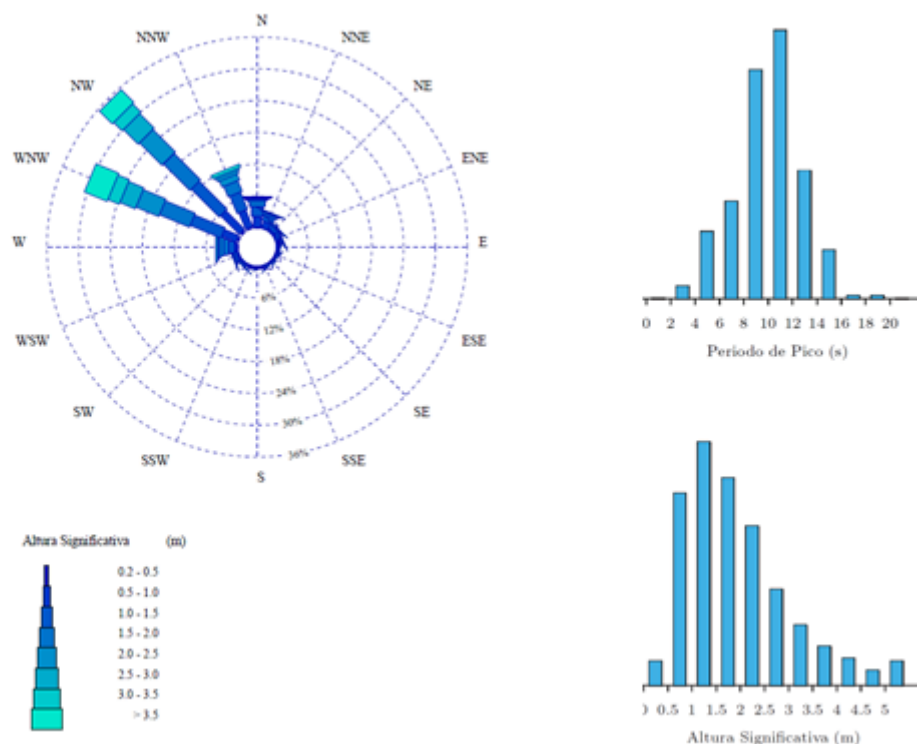 N
NNW
NNE
NW
NE
WNW
ENE
W
E
6%
12%
WSW
ESE
18%
24%
SW
SE
30%
36%
SSW
SSE
S
0 2 4 6 8 10 12 14 16 18 20
Periodo de Pico (s)
Altura Significativa (m)
0.2 - 0.5
0.5 - 1.0
1.0 - 1.5
1.5 - 2.0
2.0 - 2.5
2.5 - 3.0
3.0 - 3.5
> 3.5
0 0.5 1 1.5 2 2.5 3 3.5 4 4.5 5
Altura Significativa (m)